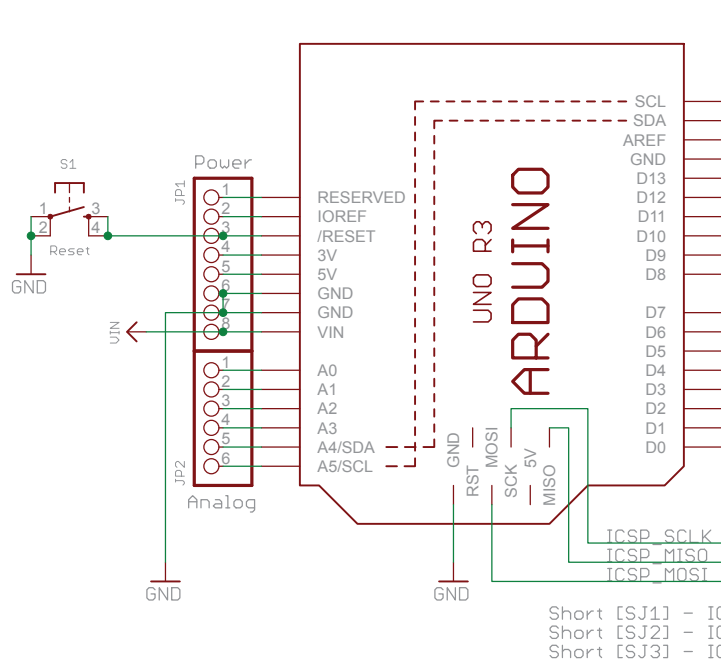 S1
1
2
3
4
Reset
GND
VIN
Power
JP1
1
2
3
4
5
6
7
8
1
2
3
4
5
6
JP2
Analog
GND
RESERVED
IOREF
/RESET
3V
5V
GND
GND
VIN
A0
A1
A2
A3
A4/SDA
A5/SCL
UNO R3
ARDUINO
SCL
SDA
AREF
GND
D13
D12
D11
D10
D9
D8
D7
D6
D5
D4
D3
D2
D1
D0
GND
RST
MOSI
SCK
5V
MISO
GND
ICSP_SCLK
ICSP_MISO
ICSP_MOSI
Short [SJ1] -
Short [SJ2] -
Short [SJ3] -